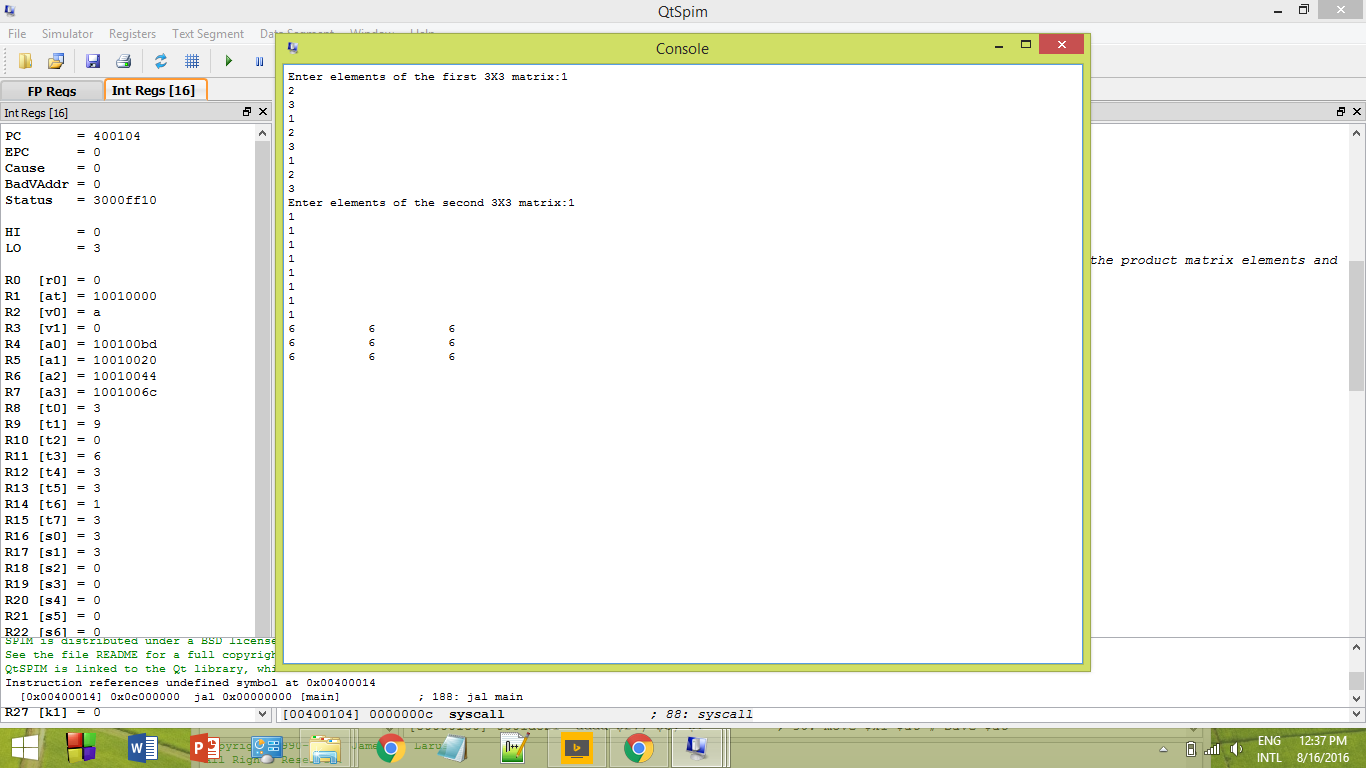 QtSpim
File Simulator Registers Text Segment Data Segment Window Help
FP Regs Int Regs [16]
Int Regs [16]
PC = 400104
EPC = 0
Cause = 0
BadVAddr = 0
Status = 3000ff10
HI = 0
LO = 3
R0 [r0] = 0
R1 [at] = 10010000
R2 [v0] = a
R3 [v1] = 0
R4 [a0] = 100100bd
R5 [a1] = 10010020
R6 [a2] = 10010044
R7 [a3] = 1001006c
R8 [t0] = 3
R9 [t1] = 9
R10 [t2] = 0
R11 [t3] = 6
R12 [t4] = 3
R13 [t5] = 3
R14 [t6] = 1
R15 [t7] = 3
R16 [s0] = 3
R17 [s1] = 3
R18 [s2] = 0
R19 [s3] = 0
R20 [s4] = 0
R21 [s5] = 0
R22 [s6] = 0
Console
Enter elements of the first 3X3 matrix:1
2
3
1
2
3
1
2
3
Enter elements of the second 3X3 matrix:1
1
1
1
1
1
1
1
1
6 6 6
6 6 6
6 6 6
the product matrix elements and
SPIM is distributed under a BSD license
See the file README for a full copyrigh
QtSPIM is linked to the Qt library, whi
Instruction references undefined symbol at 0x00400014
[0x00400014] 0x0c000000 jal 0x00000000 [main] ; 188: jal main
R27 [k1] = 0
[00400104] 0000000c syscall ; 88: syscall
ENG 12:37 PM
INTL 8/16/2016